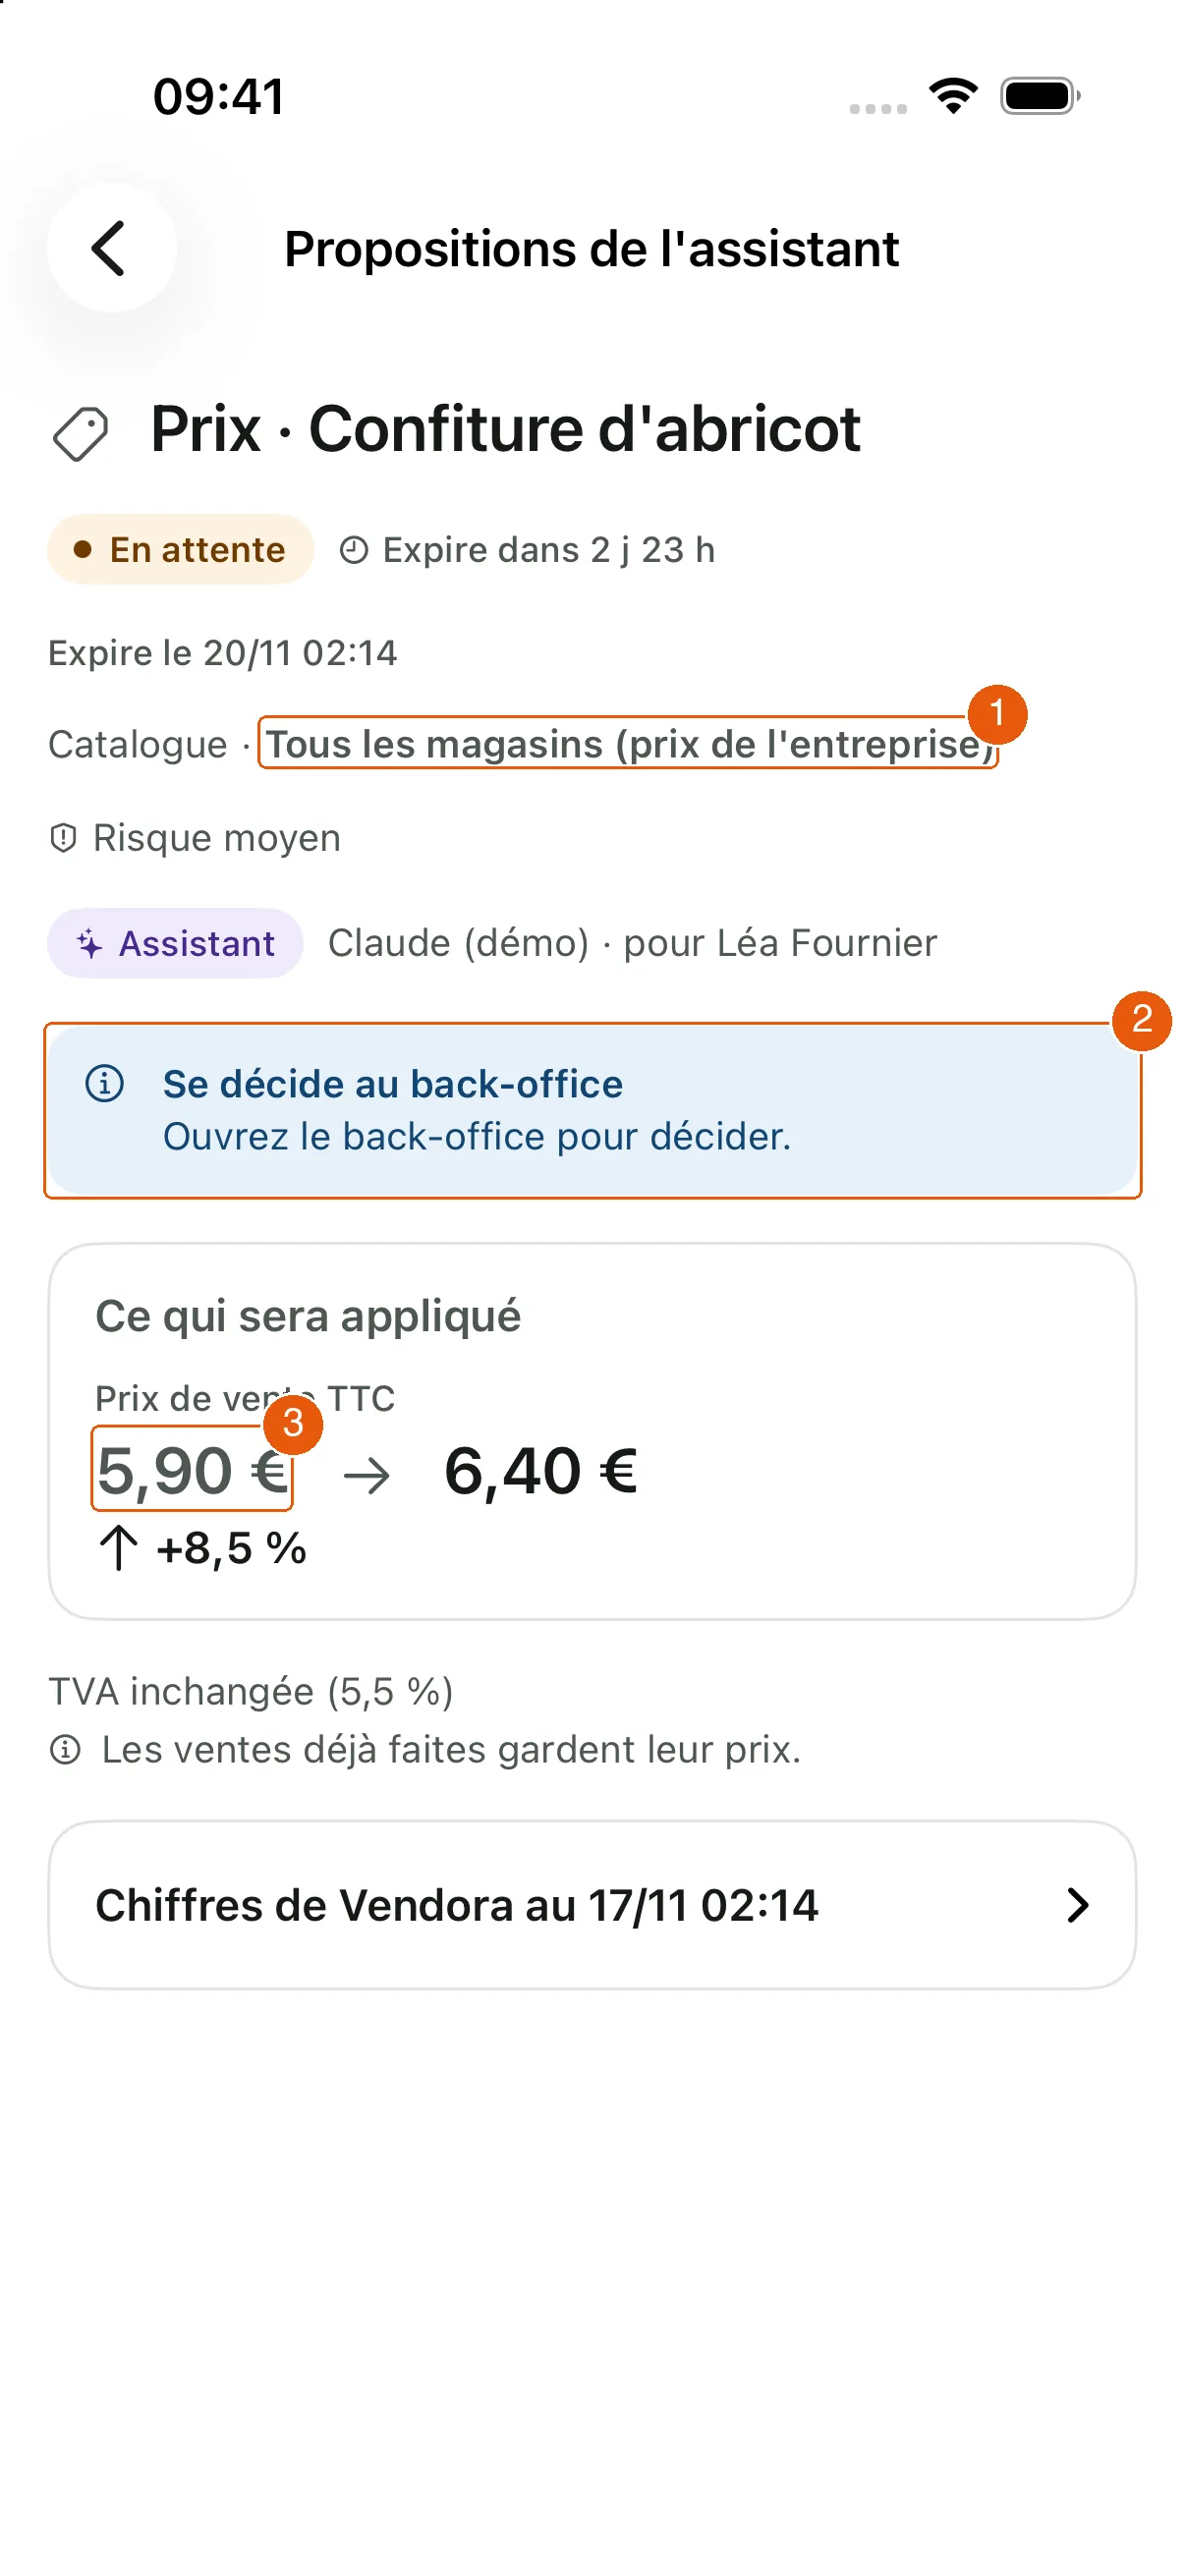 09:41
Propositions de l'assistant
Prix · Confiture d'abricot
En attente
Expire dans 2 j 23 h
Expire le 20/11 02:14
1
Catalogue · Tous les magasins (prix de l'entreprise)
Risque moyen
Assistant
Claude (démo) · pour Léa Fournier
2
Se décide au back-office
Ouvrez le back-office pour décider.
Ce qui sera appliqué
Prix de vente TTC
3
5,90 € → 6,40 €
↑ +8,5 %
TVA inchangée (5,5 %)
Les ventes déjà faites gardent leur prix.
Chiffres de Vendora au 17/11 02:14